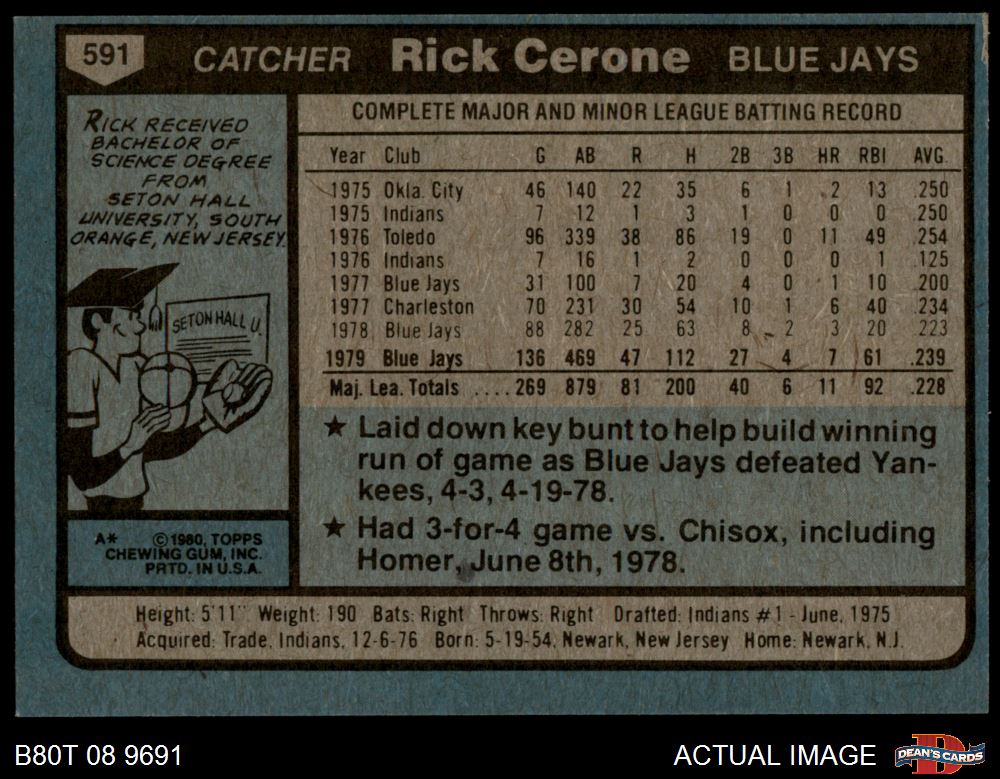 591 CATCHER Rick Cerone BLUE JAYS
RICK RECEIVED
BACHELOR OF
SCIENCE DEGREE
FROM
SETON HALL
UNIVERSITY, SOUTH
ORANGE, NEW JERSEY.
SETON HALL U.
A* ©1980, TOPPS
CHEWING GUM, INC.
PRTD. IN U.S.A.
COMPLETE MAJOR AND MINOR LEAGUE BATTING RECORD
Year Club G AB R H 2B 3B HR RBI AVG.
1975 Okla. City 46 140 22 35 6 1 2 13 .250
1975 Indians 7 12 1 3 1 0 0 0 .250
1976 Toledo 96 339 38 86 19 0 11 49 .254
1976 Indians 7 16 1 2 0 0 0 1 .125
1977 Blue Jays 31 100 7 20 4 0 1 10 .200
1977 Charleston 70 231 30 54 10 1 6 40 .234
1978 Blue Jays 88 282 25 63 8 2 3 20 .223
1979 Blue Jays 136 469 47 112 27 4 7 61 .239
Maj. Lea. Totals .... 269 879 81 200 40 6 11 92 .228
★ Laid down key bunt to help build winning
run of game as Blue Jays defeated Yan-
kees, 4-3, 4-19-78.
★ Had 3-for-4 game vs. Chisox, including
Homer, June 8th, 1978.
Height: 5'11" Weight: 190 Bats: Right Throws: Right Drafted: Indians #1 - June, 1975
Acquired: Trade, Indians, 12-6-76 Born: 5-19-54, Newark, New Jersey Home: Newark, N.J.
B80T 08 9691 ACTUAL IMAGE DEAN'S CARDS